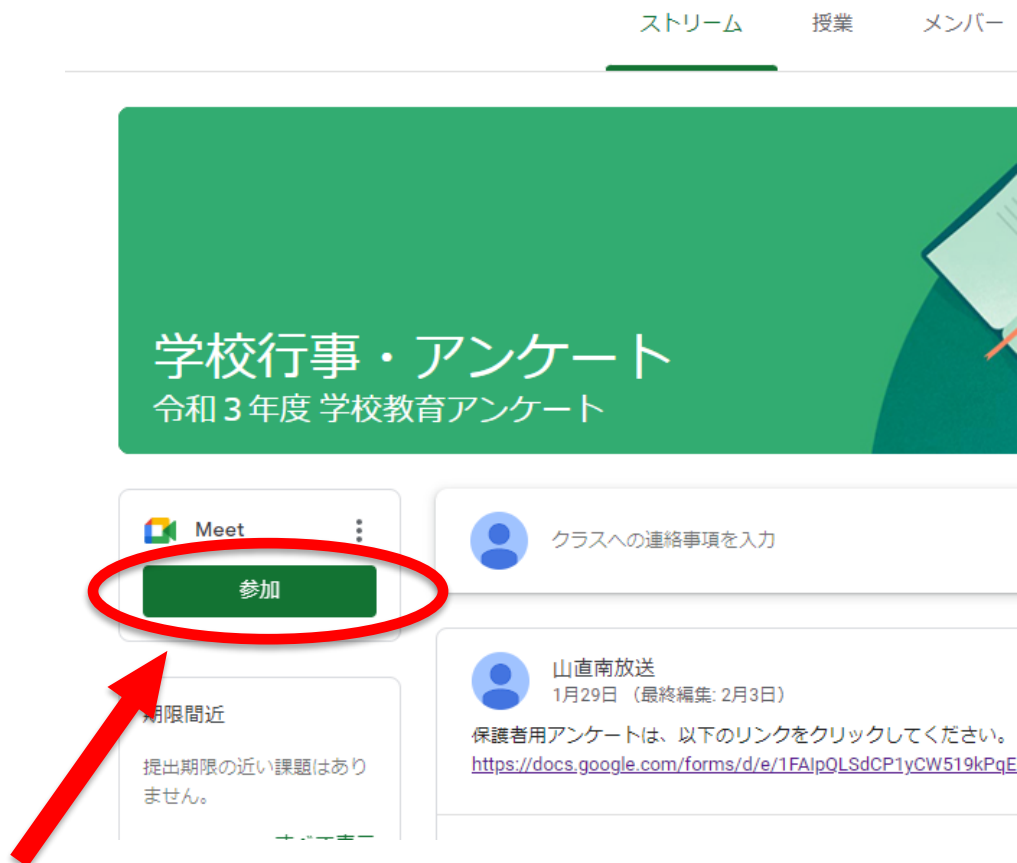 ストリーム 授業 メンバー
学校行事・アンケート
令和３年度 学校教育アンケート
Meet
参加
クラスへの連絡事項を入力
山直南放送
1月29日 （最終編集: 2月3日）
保護者用アンケートは、以下のリンクをクリックしてください。
https://docs.google.com/forms/d/e/1FAIpQLSdCP1yCW519kPqE
期限間近
提出期限の近い課題はあり
ません。